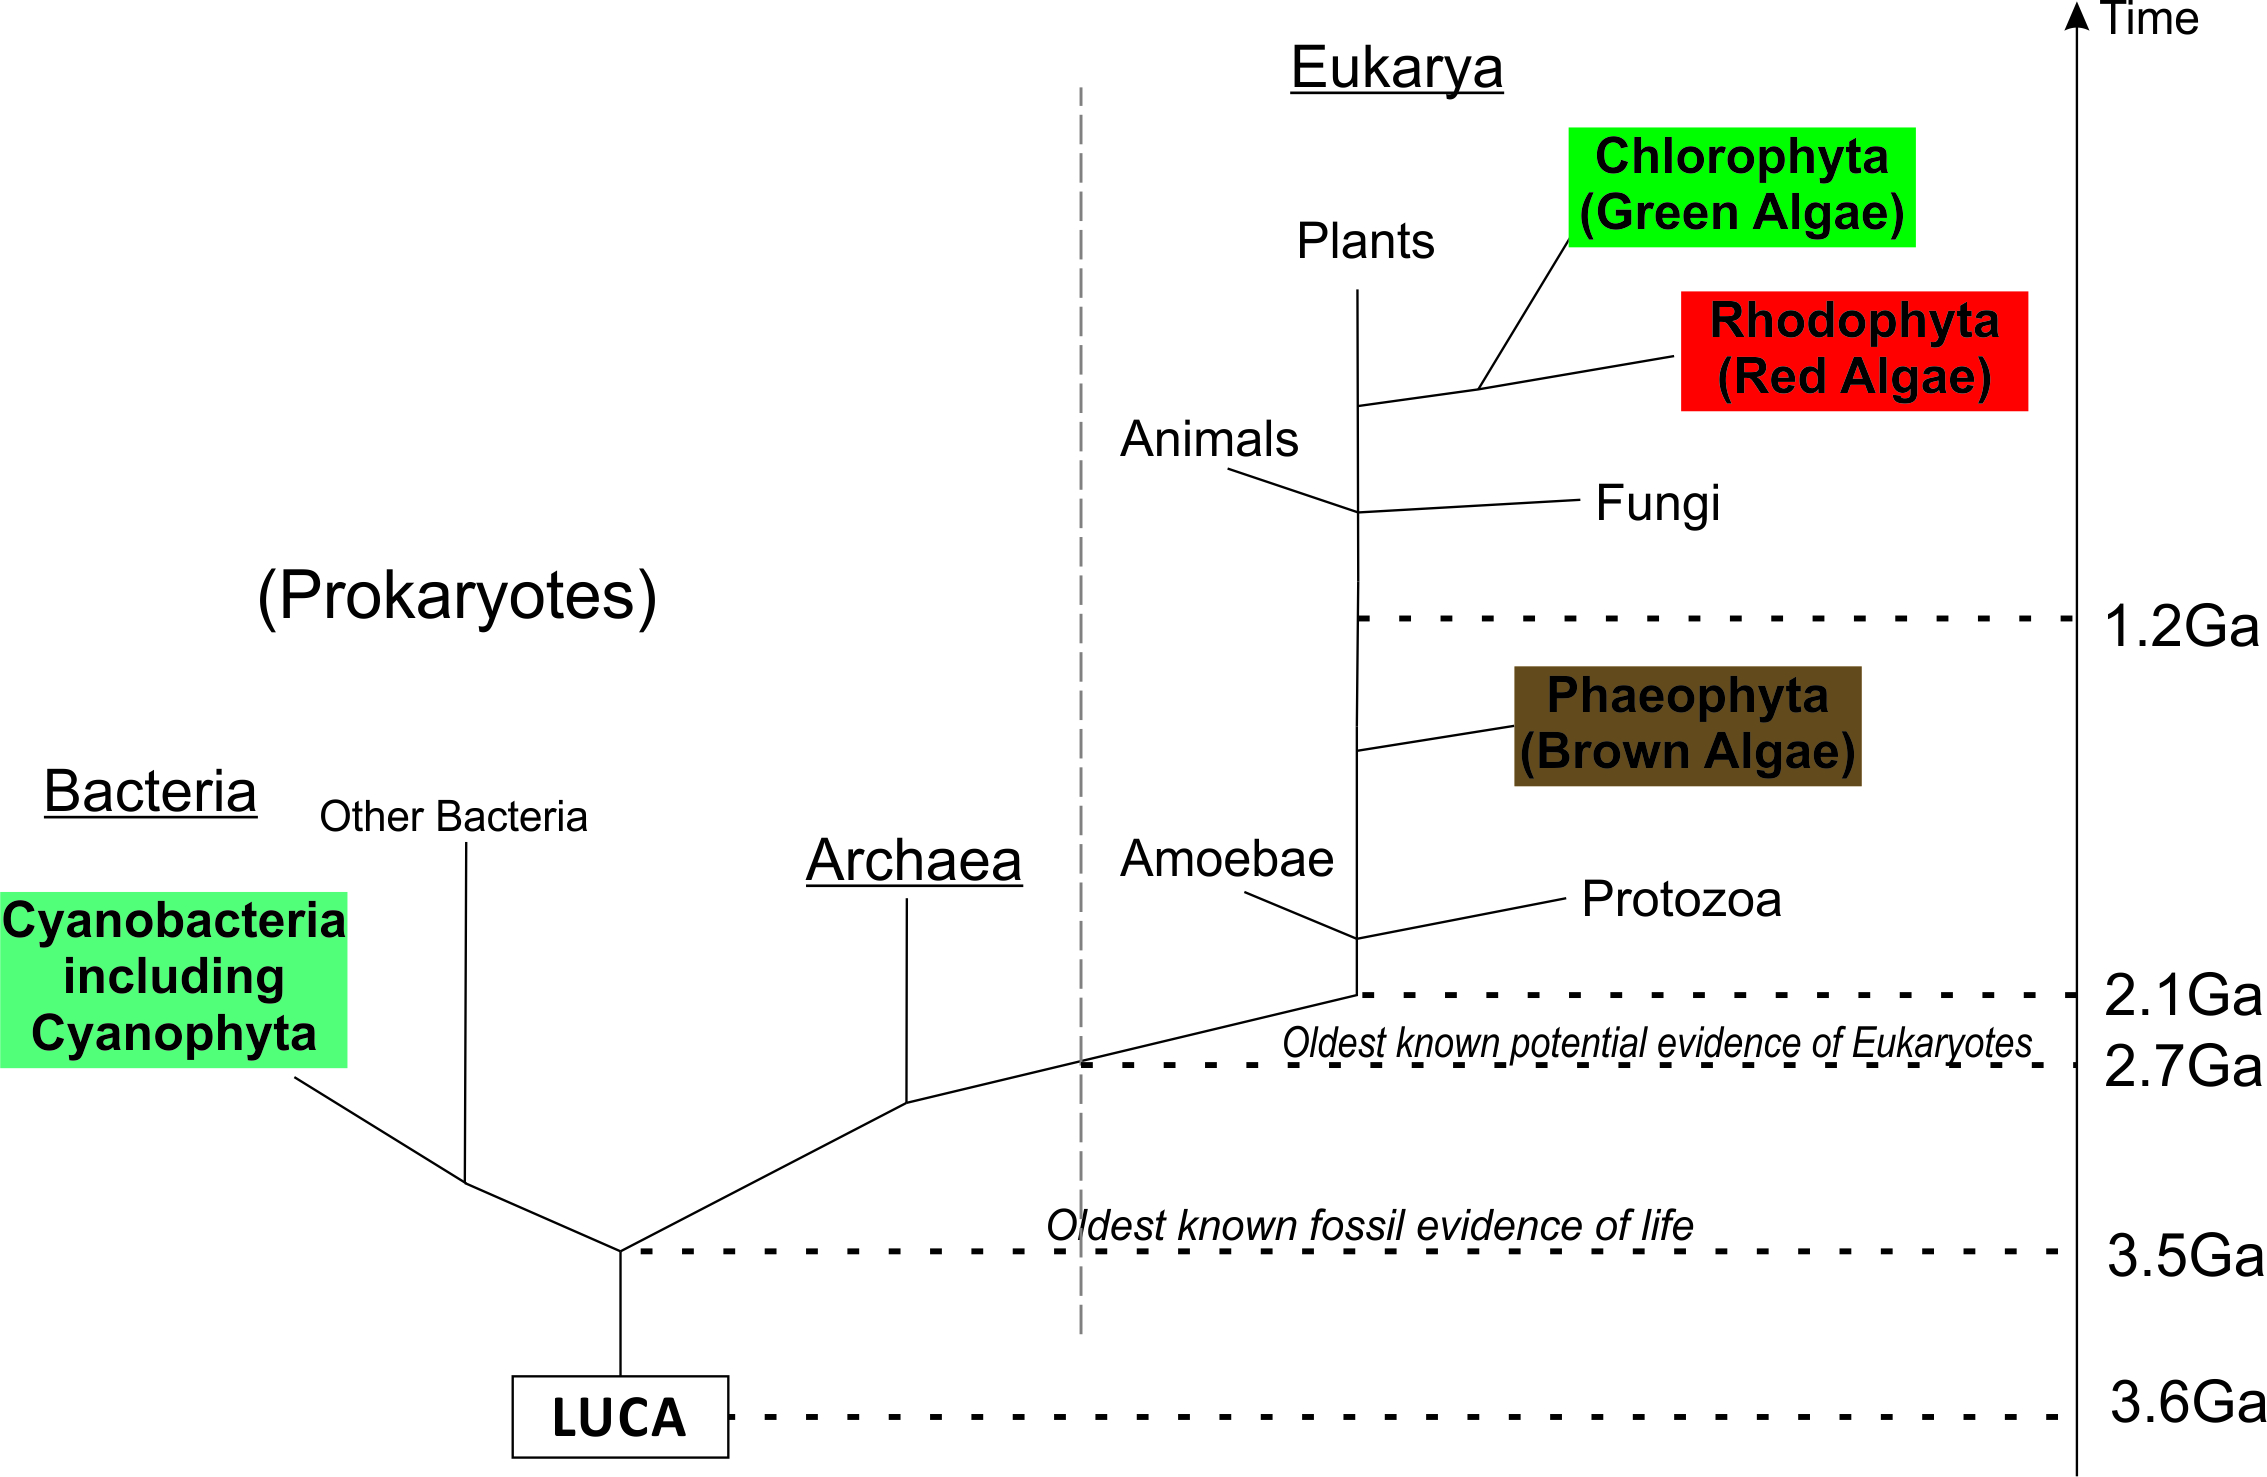 Time
Eukarya
Chlorophyta
(Green Algae)
Plants
Rhodophyta
(Red Algae)
Animals
Fungi
(Prokaryotes)
1.2Ga
Phaeophyta
(Brown Algae)
Bacteria
Other Bacteria
Archaea
Amoebae
Protozoa
Cyanobacteria
including
Cyanophyta
2.1Ga
Oldest known potential evidence of Eukaryotes
2.7Ga
Oldest known fossil evidence of life
3.5Ga
LUCA
3.6Ga